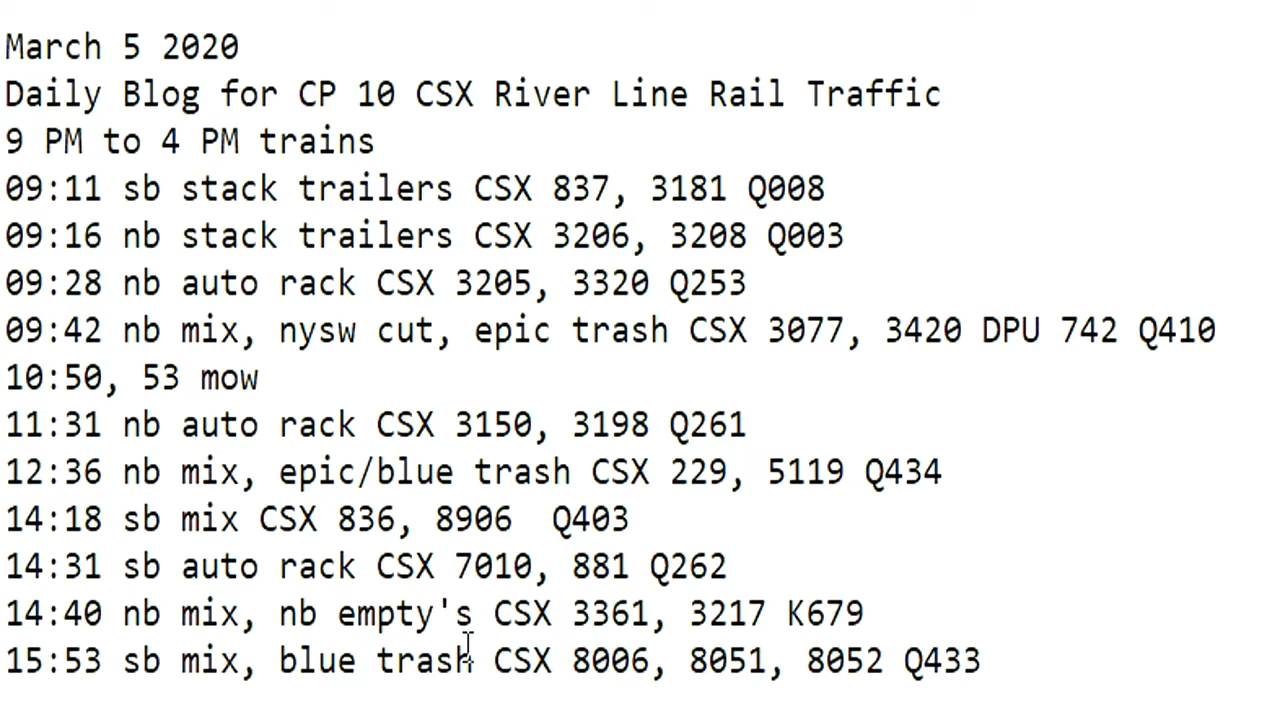 March 5 2020
Daily Blog for CP 10 CSX River Line Rail Traffic
9 PM to 4 PM trains
09:11 sb stack trailers CSX 837, 3181 Q008
09:16 nb stack trailers CSX 3206, 3208 Q003
09:28 nb auto rack CSX 3205, 3320 Q253
09:42 nb mix, nysw cut, epic trash CSX 3077, 3420 DPU 742 Q410
10:50, 53 mow
11:31 nb auto rack CSX 3150, 3198 Q261
12:36 nb mix, epic/blue trash CSX 229, 5119 Q434
14:18 sb mix CSX 836, 8906  Q403
14:31 sb auto rack CSX 7010, 881 Q262
14:40 nb mix, nb empty's CSX 3361, 3217 K679
15:53 sb mix, blue trash CSX 8006, 8051, 8052 Q433